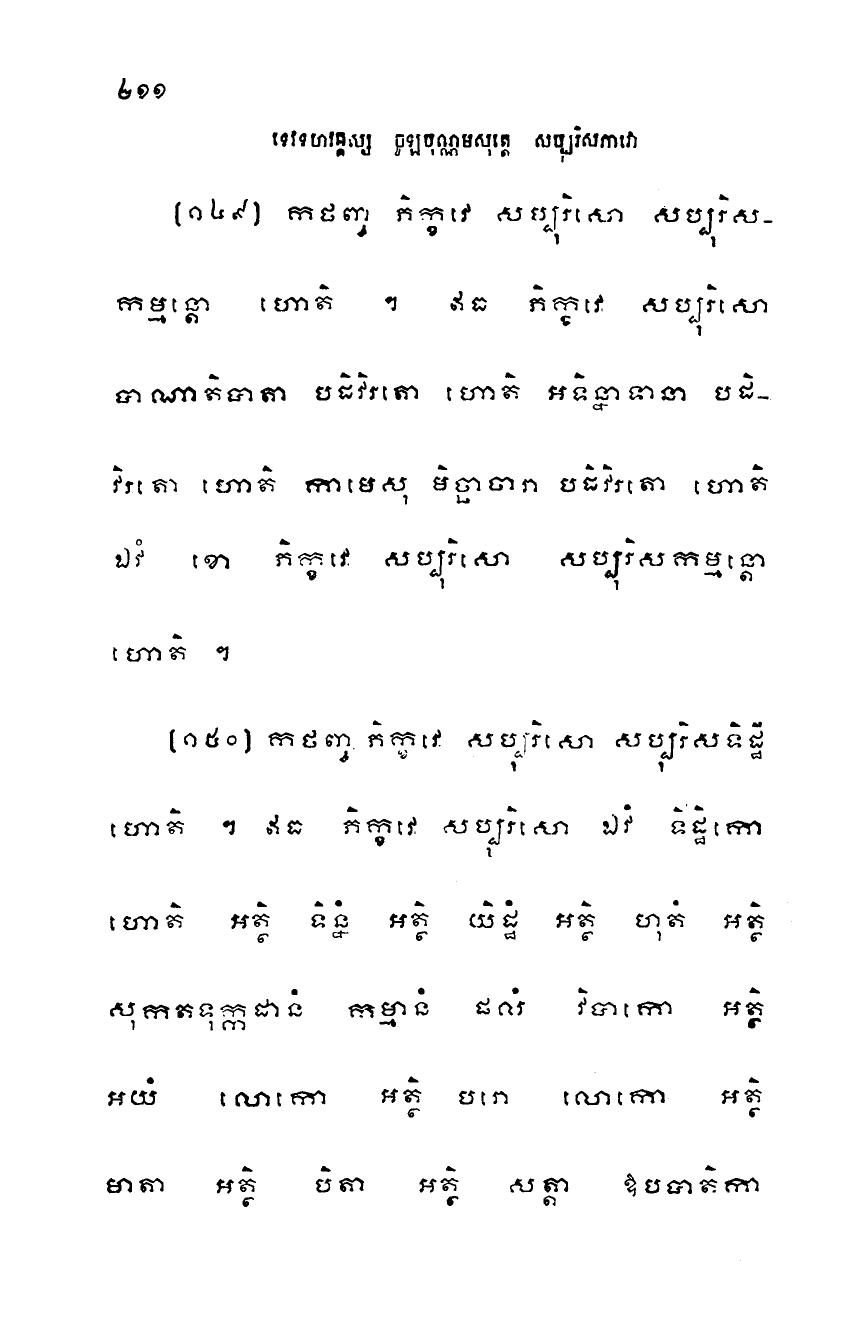 ២១១
ទេវទហវគ្គស្ស ចូឡបុណ្ណមសុត្តេ សប្បុរិសភាវោ
(១៤៩) កថញ្ច ភិក្ខវេ សប្បុរិសោ សប្បុរិស-
កម្មន្តោ ហោតិ ។ ឥធ ភិក្ខវេ សប្បុរិសោ
បាណាតិបាតា បដិវិរតោ ហោតិ អទិន្នាទានា បដិ-
វិរតោ ហោតិ កាមេសុ មិច្ឆាចារា បដិវិរតោ ហោតិ
ឯវំ ខោ ភិក្ខវេ សប្បុរិសោ សប្បុរិសកម្មន្តោ
ហោតិ ។
(១៥០) កថញ្ច ភិក្ខវេ សប្បុរិសោ សប្បុរិសទិដ្ឋី
ហោតិ ។ ឥធ ភិក្ខវេ សប្បុរិសោ ឯវំ ទិដ្ឋិកោ
ហោតិ អត្ថិ ទិន្នំ អត្ថិ យិដ្ឋំ អត្ថិ ហុតំ អត្ថិ
សុកតទុក្កដានំ កម្មានំ ផលំ វិបាកោ អត្ថិ
អយំ លោកោ អត្ថិ បរោ លោកោ អត្ថិ
មាតា អត្ថិ បិតា អត្ថិ សត្តា ឱបបាតិកា